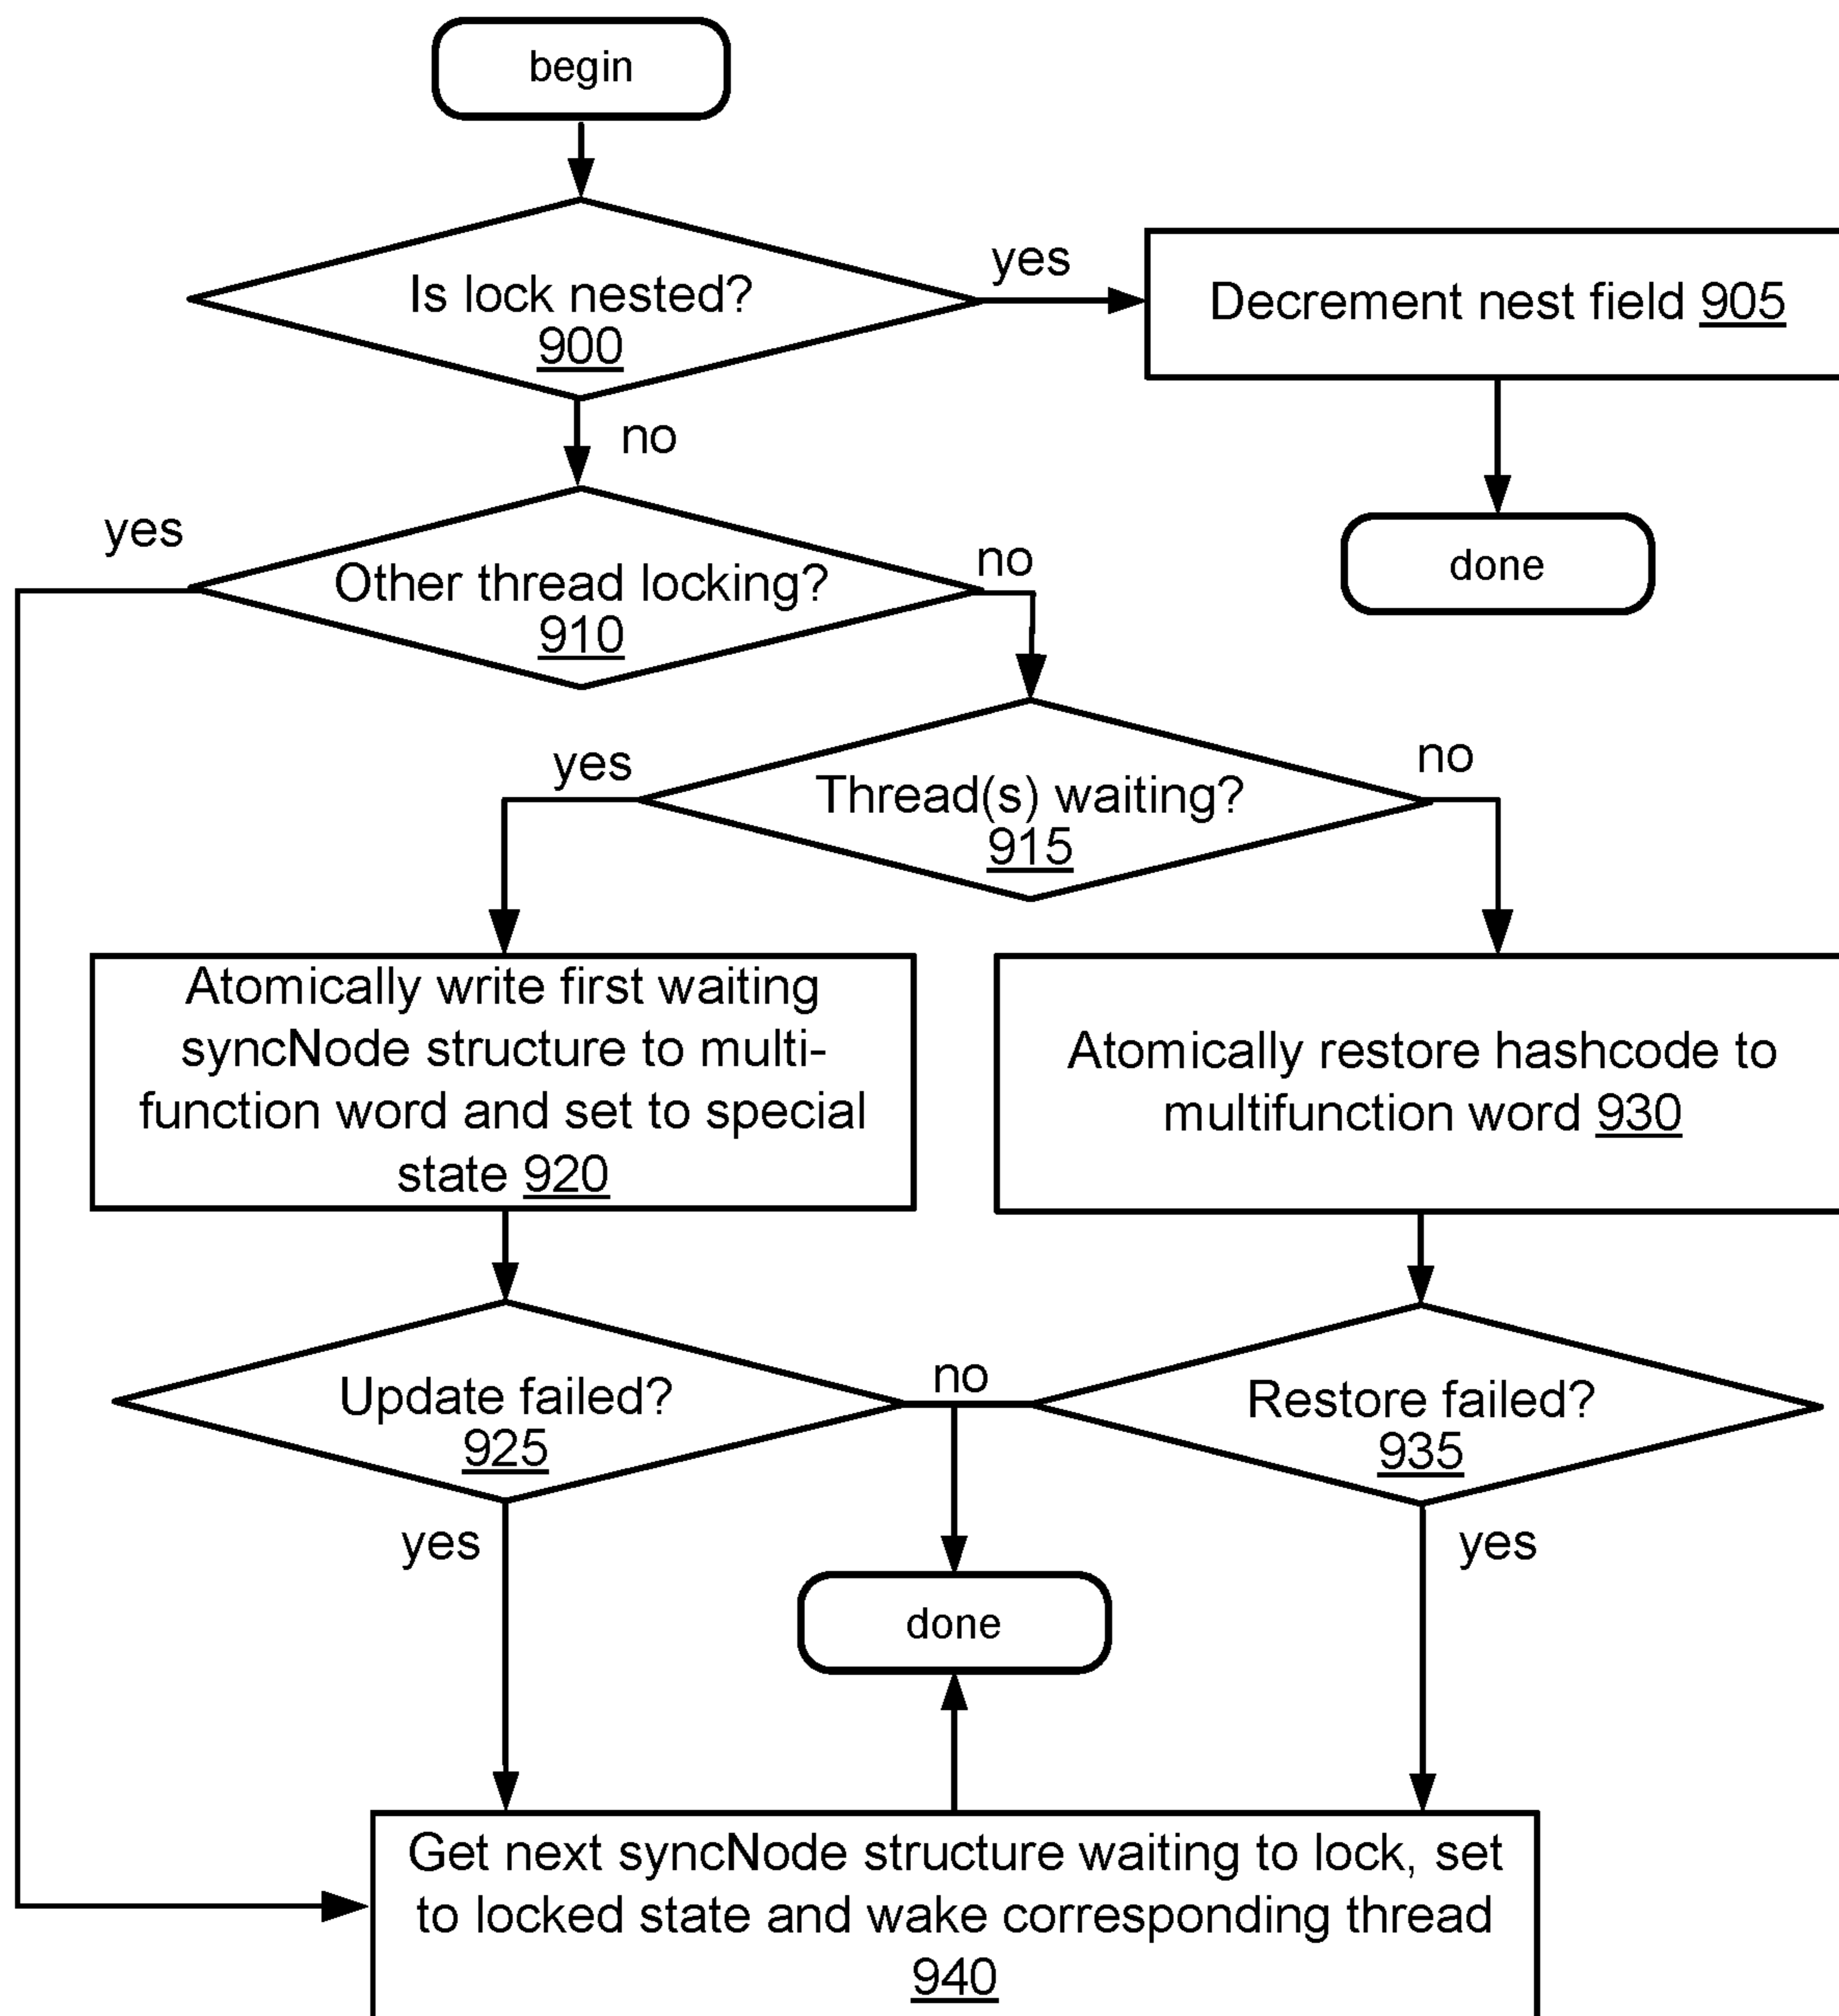 begin
Is lock nested?
900
yes
Decrement nest field 905
no
done
yes
Other thread locking?
910
no
Thread(s) waiting?
915
yes
no
Atomically write first waiting
syncNode structure to multi-
function word and set to special
state 920
Atomically restore hashcode to
multifunction word 930
Update failed?
925
no
Restore failed?
935
yes
yes
done
Get next syncNode structure waiting to lock, set
to locked state and wake corresponding thread
940